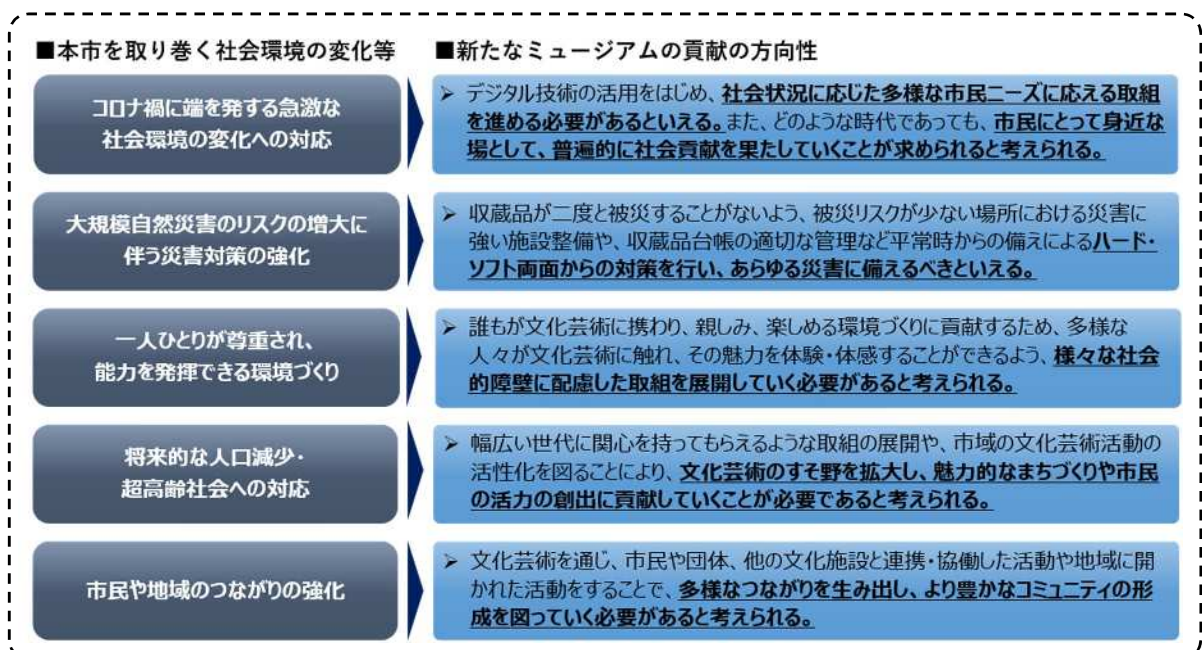 ■本市を取り巻く社会環境の変化等
■新たなミュージアムの貢献の方向性
コロナ禍に端を発する急激な
社会環境の変化への対応
➢ デジタル技術の活用をはじめ、社会状況に応じた多様な市民ニーズに応える取組
を進める必要があるといえる。また、どのような時代であっても、市民にとって身近な
場として、普遍的に社会貢献を果たしていくことが求められると考えられる。
大規模自然災害のリスクの増大に
伴う災害対策の強化
➢ 収蔵品が二度と被災することがないよう、被災リスクが少ない場所における災害に
強い施設整備や、収蔵品台帳の適切な管理など平常時からの備えによるハード・
ソフト両面からの対策を行い、あらゆる災害に備えるべきといえる。
一人ひとりが尊重され、
能力を発揮できる環境づくり
➢ 誰もが文化芸術に携わり、親しみ、楽しめる環境づくりに貢献するため、多様な
人々が文化芸術に触れ、その魅力を体験・体感することができるよう、様々な社会
的障壁に配慮した取組を展開していく必要があると考えられる。
将来的な人口減少・
超高齢社会への対応
➢ 幅広い世代に関心を持ってもらえるような取組の展開や、市域の文化芸術活動の
活性化を図ることにより、文化芸術のすそ野を拡大し、魅力的なまちづくりや市民
の活力の創出に貢献していくことが必要であると考えられる。
市民や地域のつながりの強化
➢ 文化芸術を通じ、市民や団体、他の文化施設と連携・協働した活動や地域に開
かれた活動をすることで、多様なつながりを生み出し、より豊かなコミュニティの形
成を図っていく必要があると考えられる。